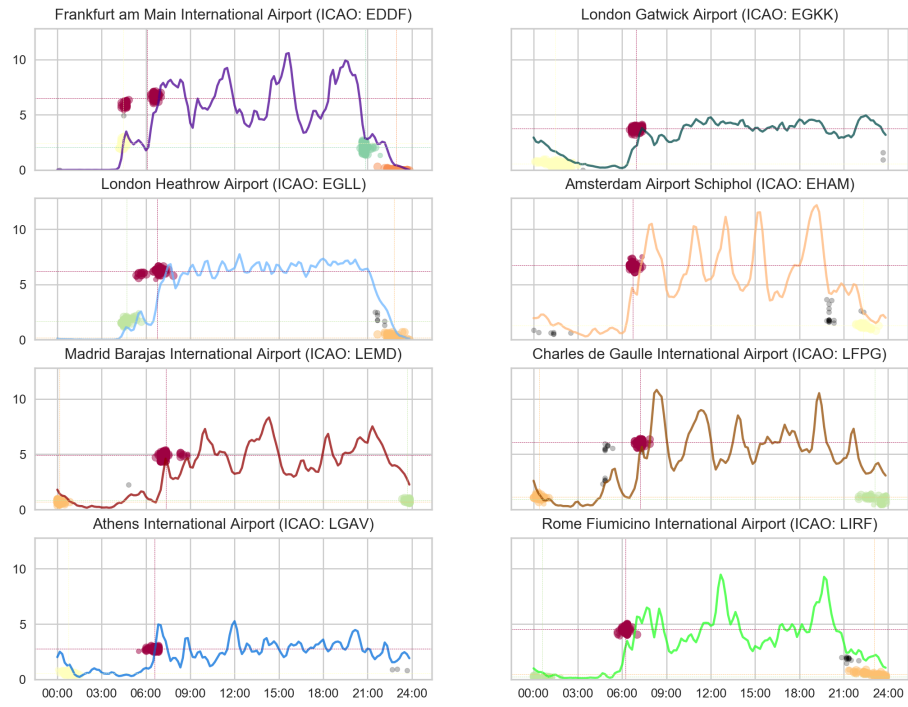 Frankfurt am Main International Airport (ICAO: EDDF)
London Gatwick Airport (ICAO: EGKK)
10
5
0
London Heathrow Airport (ICAO: EGLL)
Amsterdam Airport Schiphol (ICAO: EHAM)
10
5
0
Madrid Barajas International Airport (ICAO: LEMD)
Charles de Gaulle International Airport (ICAO: LFPG)
10
5
0
Athens International Airport (ICAO: LGAV)
Rome Fiumicino International Airport (ICAO: LIRF)
10
5
0
00:00 03:00 06:00 09:00 12:00 15:00 18:00 21:00 24:00
00:00 03:00 06:00 09:00 12:00 15:00 18:00 21:00 24:00